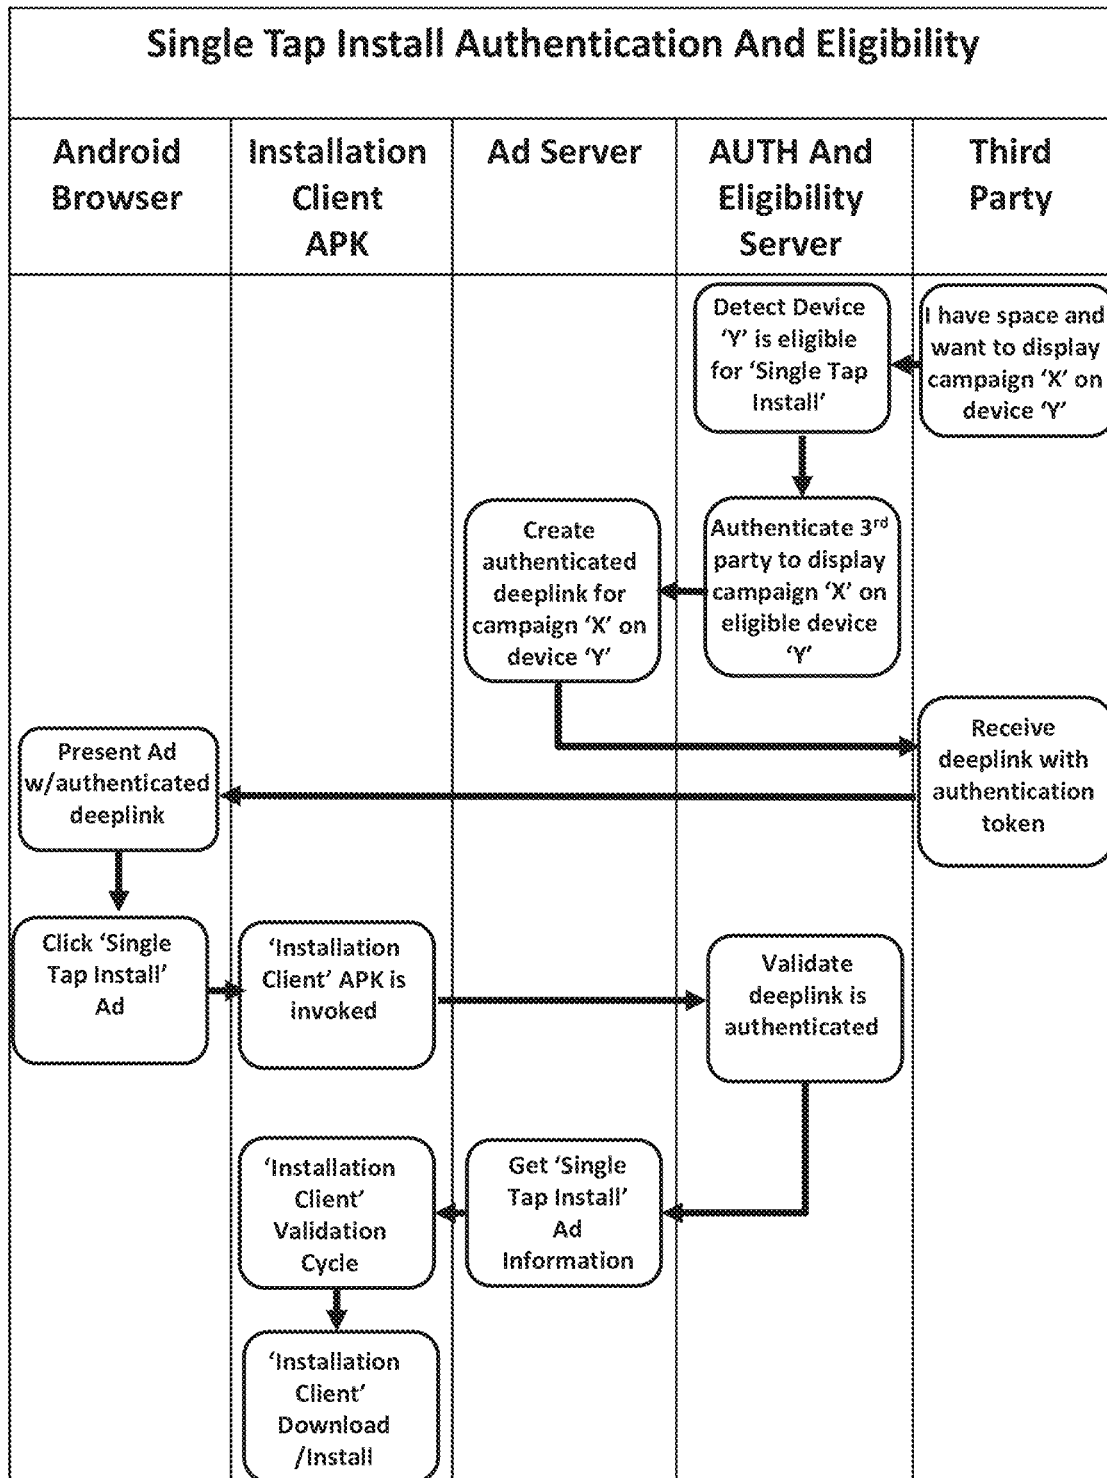 Single Tap Install Authentication And Eligibility
Android
Browser
Installation
Client
APK
Ad Server
AUTH And
Eligibility
Server
Third
Party
Detect Device
‘Y’ is eligible
for ‘Single Tap
Install’
I have space and
want to display
campaign ‘X’ on
device ‘Y’
Create
authenticated
deeplink for
campaign ‘X’ on
device ‘Y’
Authenticate 3rd
party to display
campaign ‘X’ on
eligible device
‘Y’
Receive
deeplink with
authentication
token
Present Ad
w/authenticated
deeplink
Click ‘Single
Tap Install’
Ad
‘Installation
Client’ APK is
invoked
Validate
deeplink is
authenticated
‘Installation
Client’
Validation
Cycle
Get ‘Single
Tap Install’
Ad
Information
‘Installation
Client’
Download
/Install